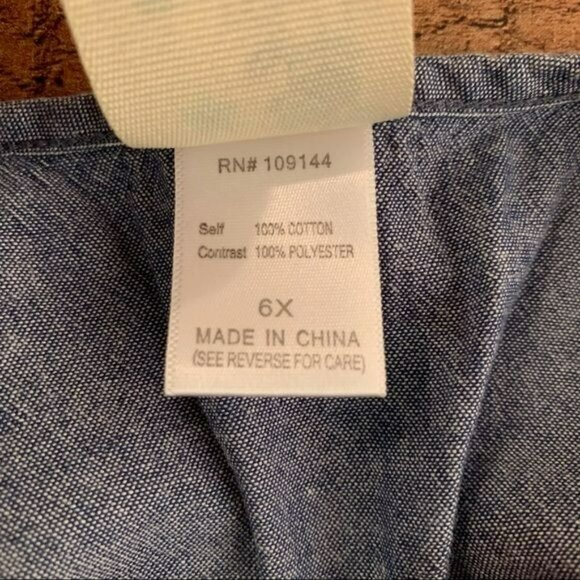 RN# 109144
Self 100% COTTON
Contrast 100% POLYESTER
6X
MADE IN CHINA
(SEE REVERSE FOR CARE)